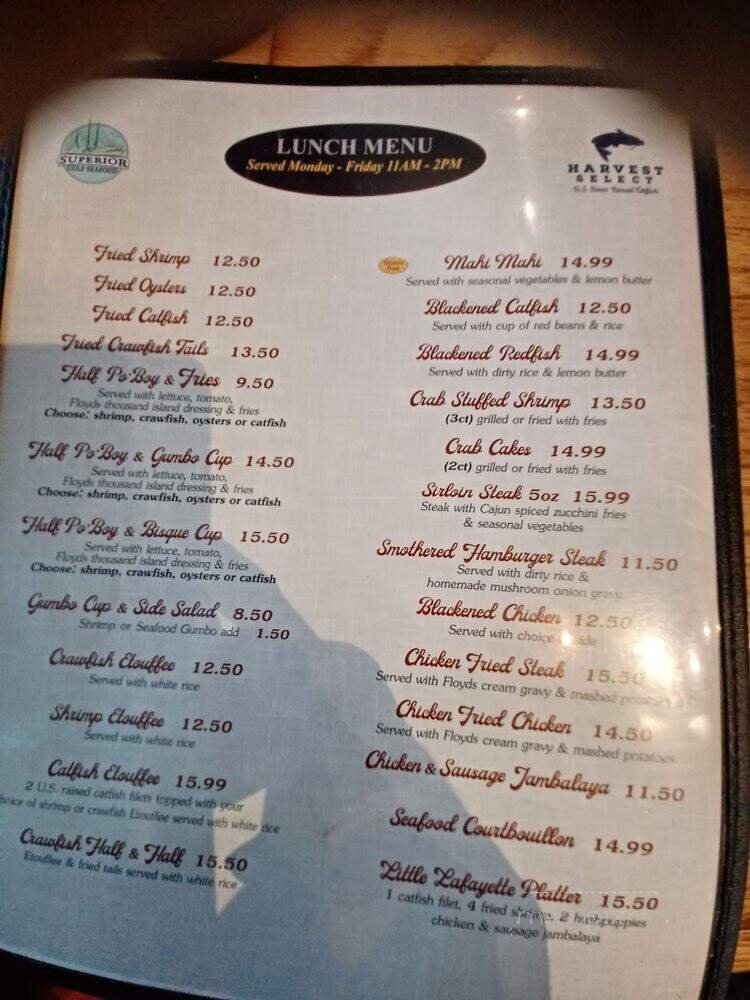 SUPERIOR
GULF SEAFOOD
LUNCH MENU
Served Monday - Friday 11AM - 2PM
HARVEST
SELECT
Fried Shrimp 12.50
Fried Oysters 12.50
Fried Catfish 12.50
Fried Crawfish Tails 13.50
Half Po'Boy & Fries 9.50
Served with lettuce, tomato,
Floyds thousand island dressing & fries
Choose: shrimp, crawfish, oysters or catfish
Half Po'Boy & Gumbo Cup 14.50
Served with lettuce, tomato,
Floyds thousand island dressing & fries
Choose: shrimp, crawfish, oysters or catfish
Half Po'Boy & Bisque Cup 15.50
Served with lettuce, tomato,
Floyds thousand island dressing & fries
Choose: shrimp, crawfish, oysters or catfish
Gumbo Cup & Side Salad 8.50
Shrimp or Seafood Gumbo add 1.50
Crawfish Etouffee 12.50
Served with white rice
Shrimp Etouffee 12.50
Served with white rice
Catfish Etouffee 15.99
2 U.S. raised catfish filets topped with your
choice of shrimp or crawfish Etouffee served with white rice
Crawfish Half & Half 15.50
Etouffee & fried tails served with white rice
Gluten
Free
Mahi Mahi 14.99
Served with seasonal vegetables & lemon butter
Blackened Catfish 12.50
Served with cup of red beans & rice
Blackened Redfish 14.99
Served with dirty rice & lemon butter
Crab Stuffed Shrimp 13.50
(3ct) grilled or fried with fries
Crab Cakes 14.99
(2ct) grilled or fried with fries
Sirloin Steak 5oz 15.99
Steak with Cajun spiced zucchini fries
& seasonal vegetables
Smothered Hamburger Steak 11.50
Served with dirty rice &
homemade mushroom onion gravy
Blackened Chicken 12.50
Served with choice side
Chicken Fried Steak 15.50
Served with Floyds cream gravy & mashed potatoes
Chicken Fried Chicken 14.50
Served with Floyds cream gravy & mashed potatoes
Chicken & Sausage Jambalaya 11.50
Seafood Courtbouillon 14.99
Little Lafayette Platter 15.50
1 catfish filet, 4 fried shrimp, 2 hushpuppies
chicken & sausage jambalaya